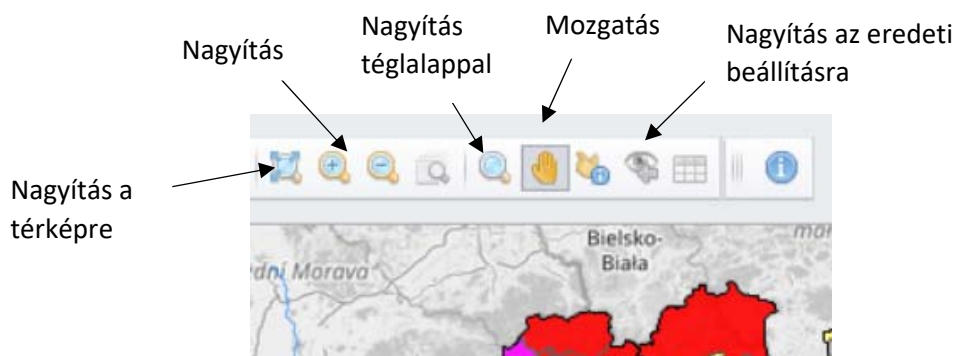 Nagyítás
Nagyítás
téglalappal
Mozgatás
Nagyítás az eredeti
beállításra
Nagyítás a
térképre
Bielsko-
Biała
dní Morava